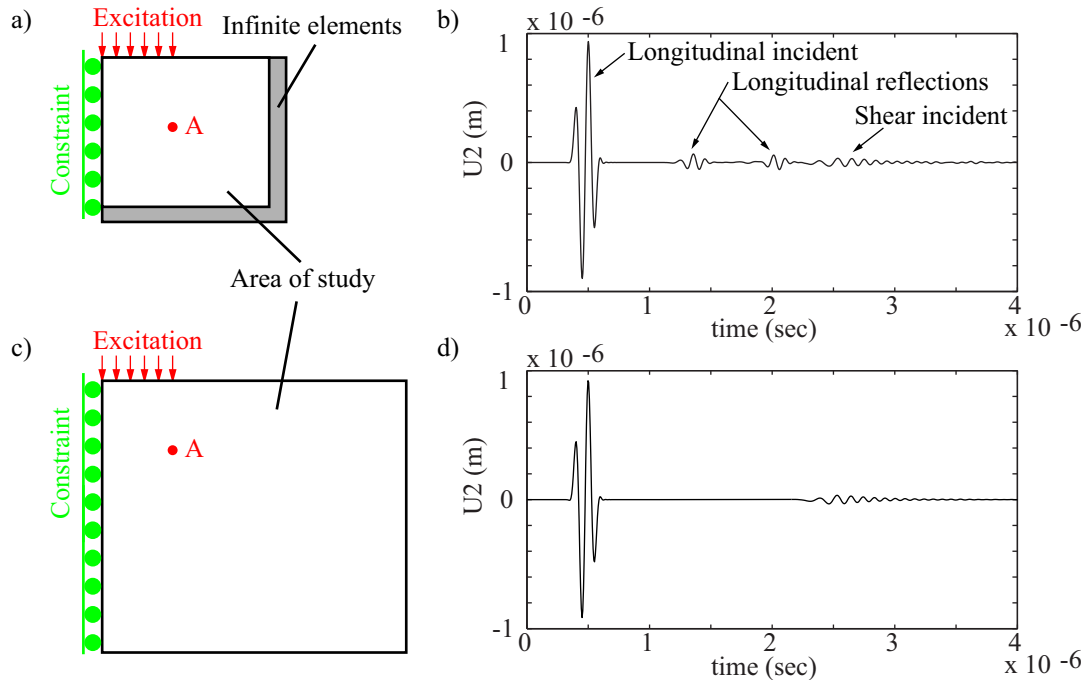 a)
Excitation
Infinite elements
Constraint
A
Area of study
b)
x 10 -6
1
0
-1
U2 (m)
Longitudinal incident
Longitudinal reflections
Shear incident
0
1
2
3
4
time (sec)
x 10 -6
c)
Excitation
Constraint
A
d)
x 10 -6
1
0
-1
U2 (m)
0
1
2
3
4
time (sec)
x 10 -6